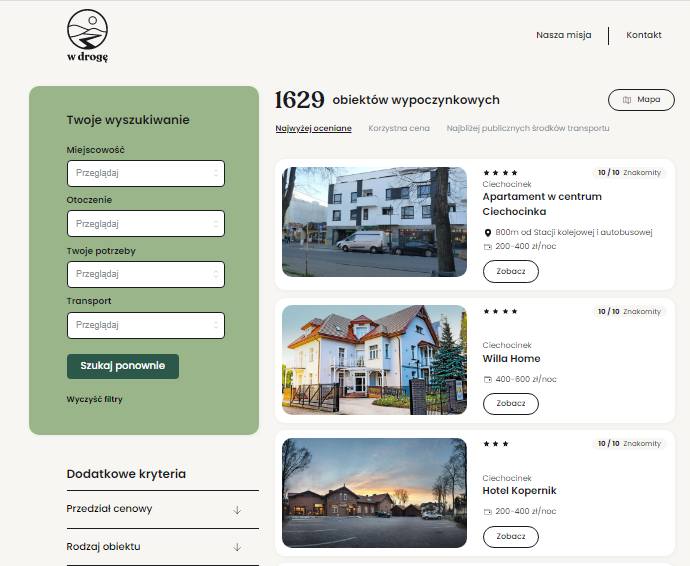 w drogę
Nasza misja
Kontakt
Twoje wyszukiwanie
Miejscowość
Przeglądaj
Otoczenie
Przeglądaj
Twoje potrzeby
Przeglądaj
Transport
Przeglądaj
Szukaj ponownie
Wyczyść filtry
Dodatkowe kryteria
Przedział cenowy
Rodzaj obiektu
1629 obiektów wypoczynkowych
Mapa
Najwyżej oceniane
Korzystna cena
Najbliżej publicznych środków transportu
10 / 10 Znakomity
Ciechocinek
Apartament w centrum
Ciechocinka
800m od Stacji kolejowej i autobusowej
200-400 zł/noc
Zobacz
10 / 10 Znakomity
Ciechocinek
Willa Home
400-600 zł/noc
Zobacz
10 / 10 Znakomity
Ciechocinek
Hotel Kopernik
200-400 zł/noc
Zobacz